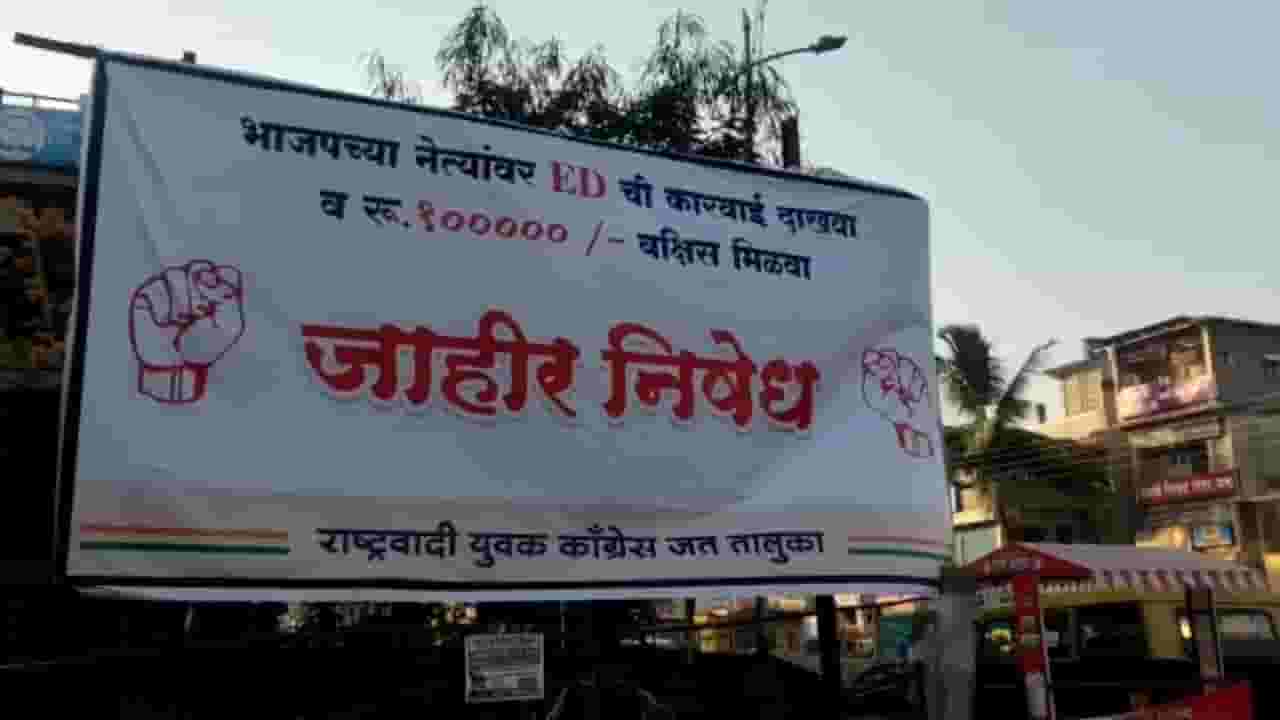 भाजपच्या नेत्यांवर ED ची कारवाई दाखवा
व रू.१००००० /- बक्षिस मिळवा
जाहीर निषेध
राष्ट्रवादी युवक काँग्रेस जत तालुका